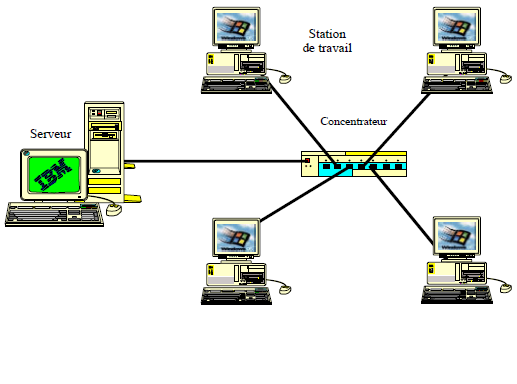 Station
de travail
Concentrateur
Serveur
IBM